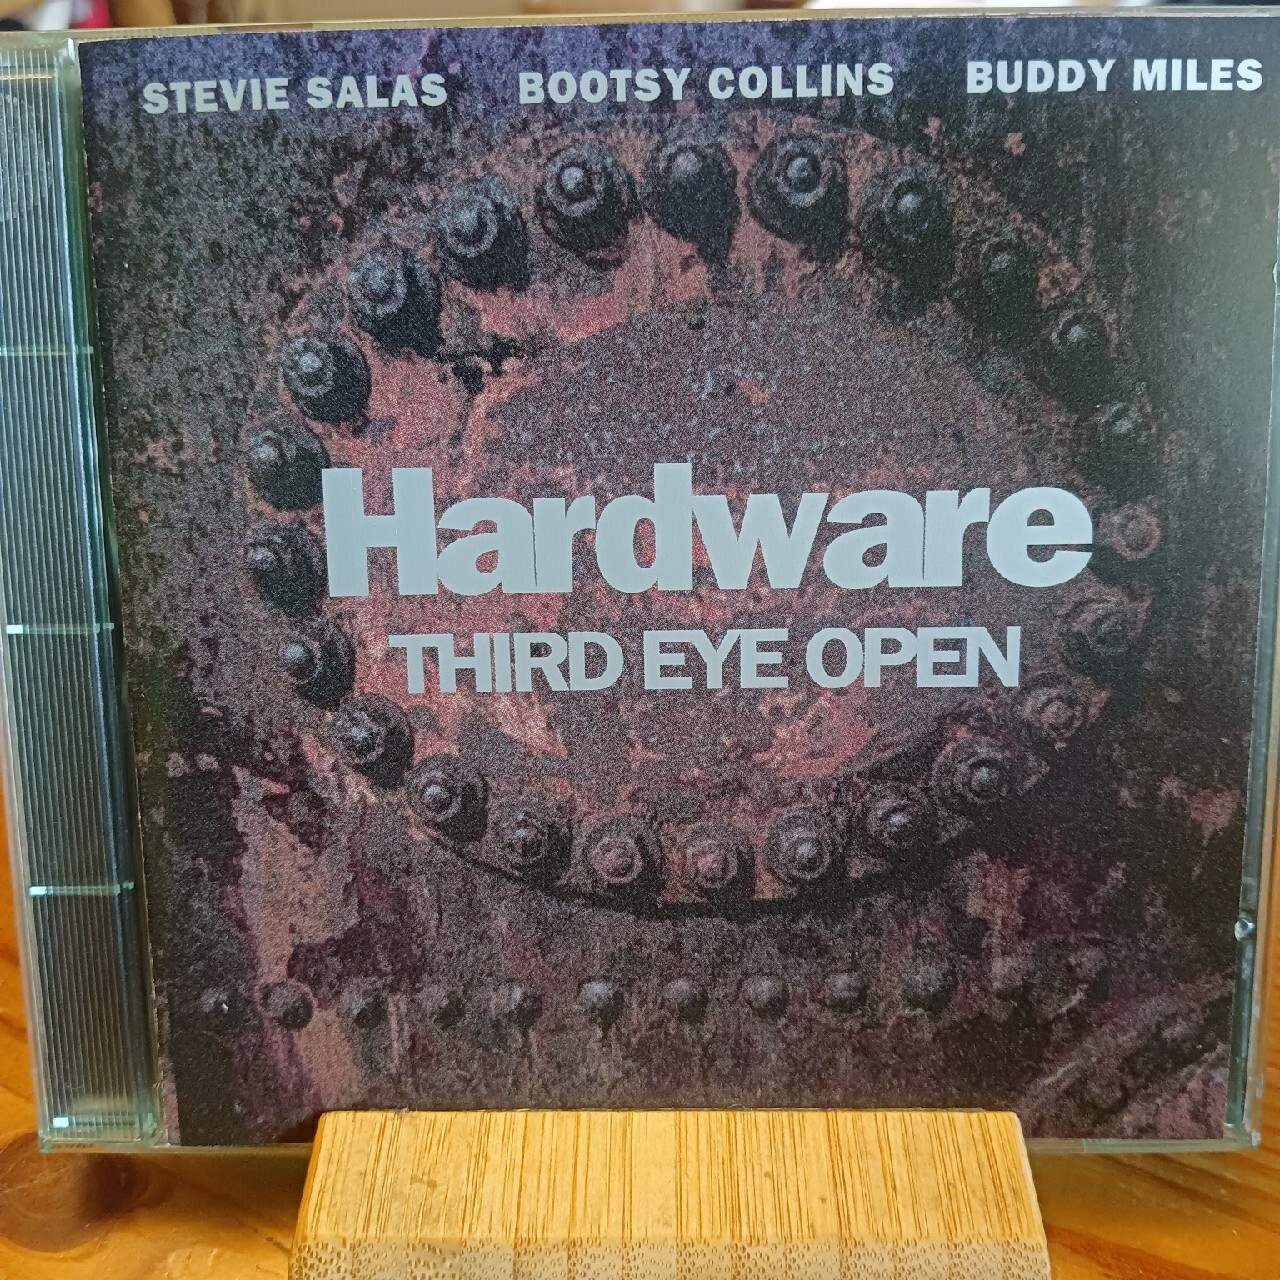 STEVIE SALAS BOOTSY COLLINS BUDDY MILES
Hardware
THIRD EYE OPEN